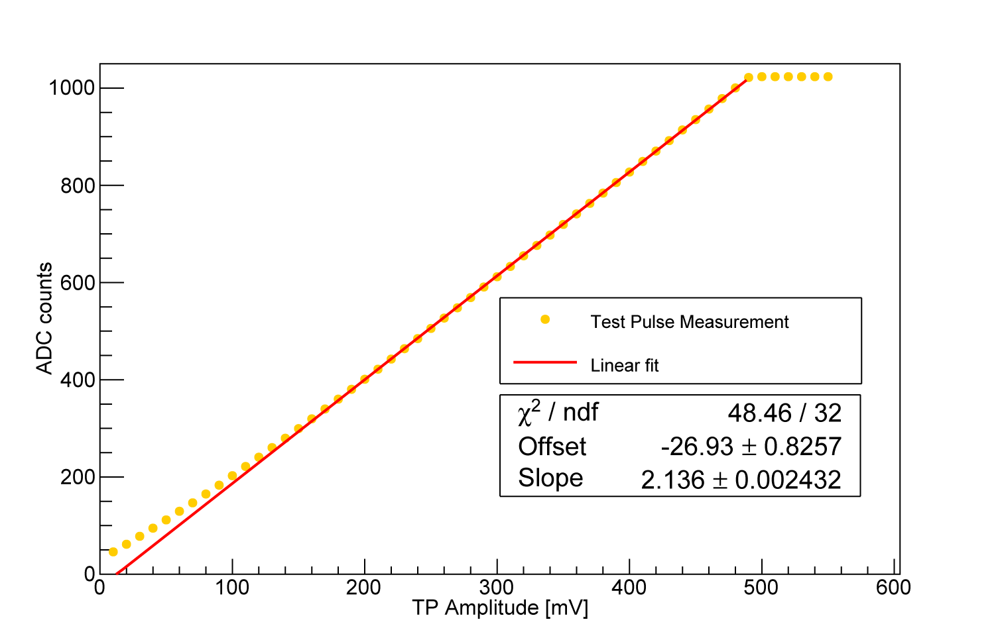 1000
800
600
400
200
0
ADC counts
Test Pulse Measurement
Linear fit
χ² / ndf 48.46 / 32
Offset -26.93 ± 0.8257
Slope 2.136 ± 0.002432
0 100 200 300 400 500 600
TP Amplitude [mV]